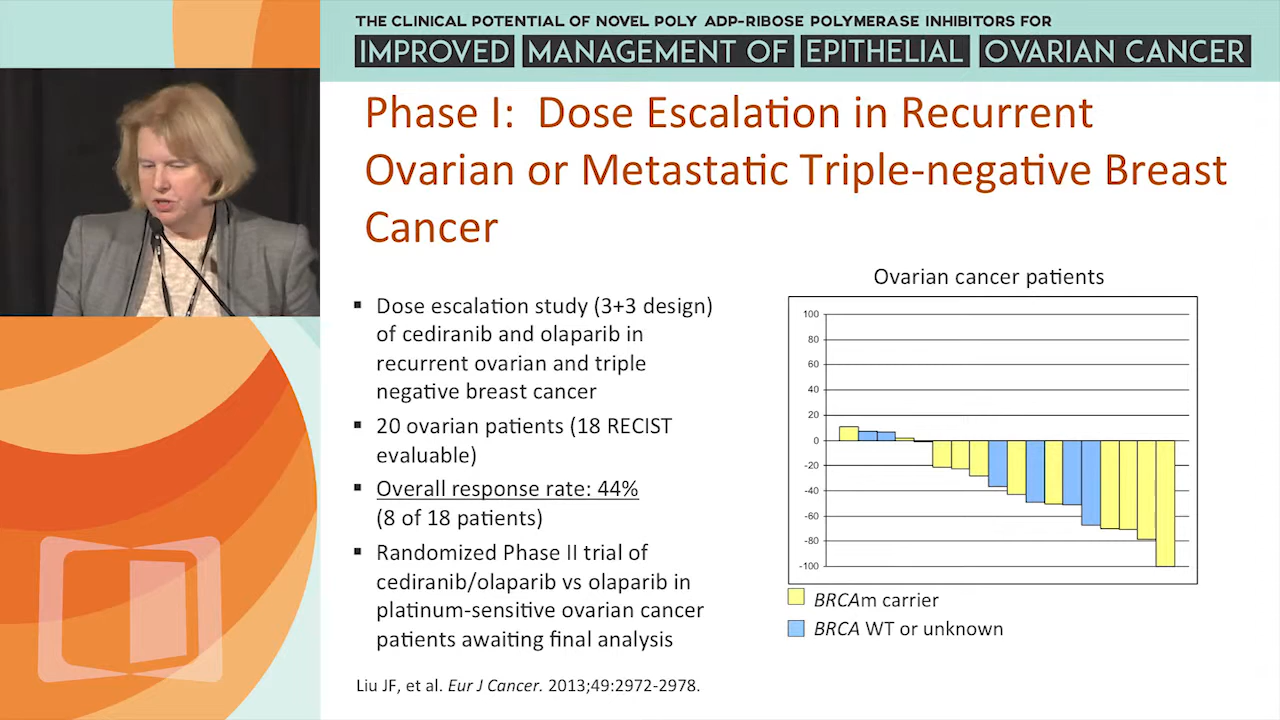 THE CLINICAL POTENTIAL OF NOVEL POLY ADP-RIBOSE POLYMERASE INHIBITORS FOR
IMPROVED MANAGEMENT OF EPITHELIAL OVARIAN CANCER
Phase I: Dose Escalation in Recurrent
Ovarian or Metastatic Triple-negative Breast
Cancer
▪ Dose escalation study (3+3 design)
of cediranib and olaparib in
recurrent ovarian and triple
negative breast cancer
▪ 20 ovarian patients (18 RECIST
evaluable)
▪ Overall response rate: 44%
(8 of 18 patients)
▪ Randomized Phase II trial of
cediranib/olaparib vs olaparib in
platinum-sensitive ovarian cancer
patients awaiting final analysis
Ovarian cancer patients
100
80
60
40
20
0
-20
-40
-60
-80
-100
BRCAm carrier
BRCA WT or unknown
Liu JF, et al. Eur J Cancer. 2013;49:2972-2978.